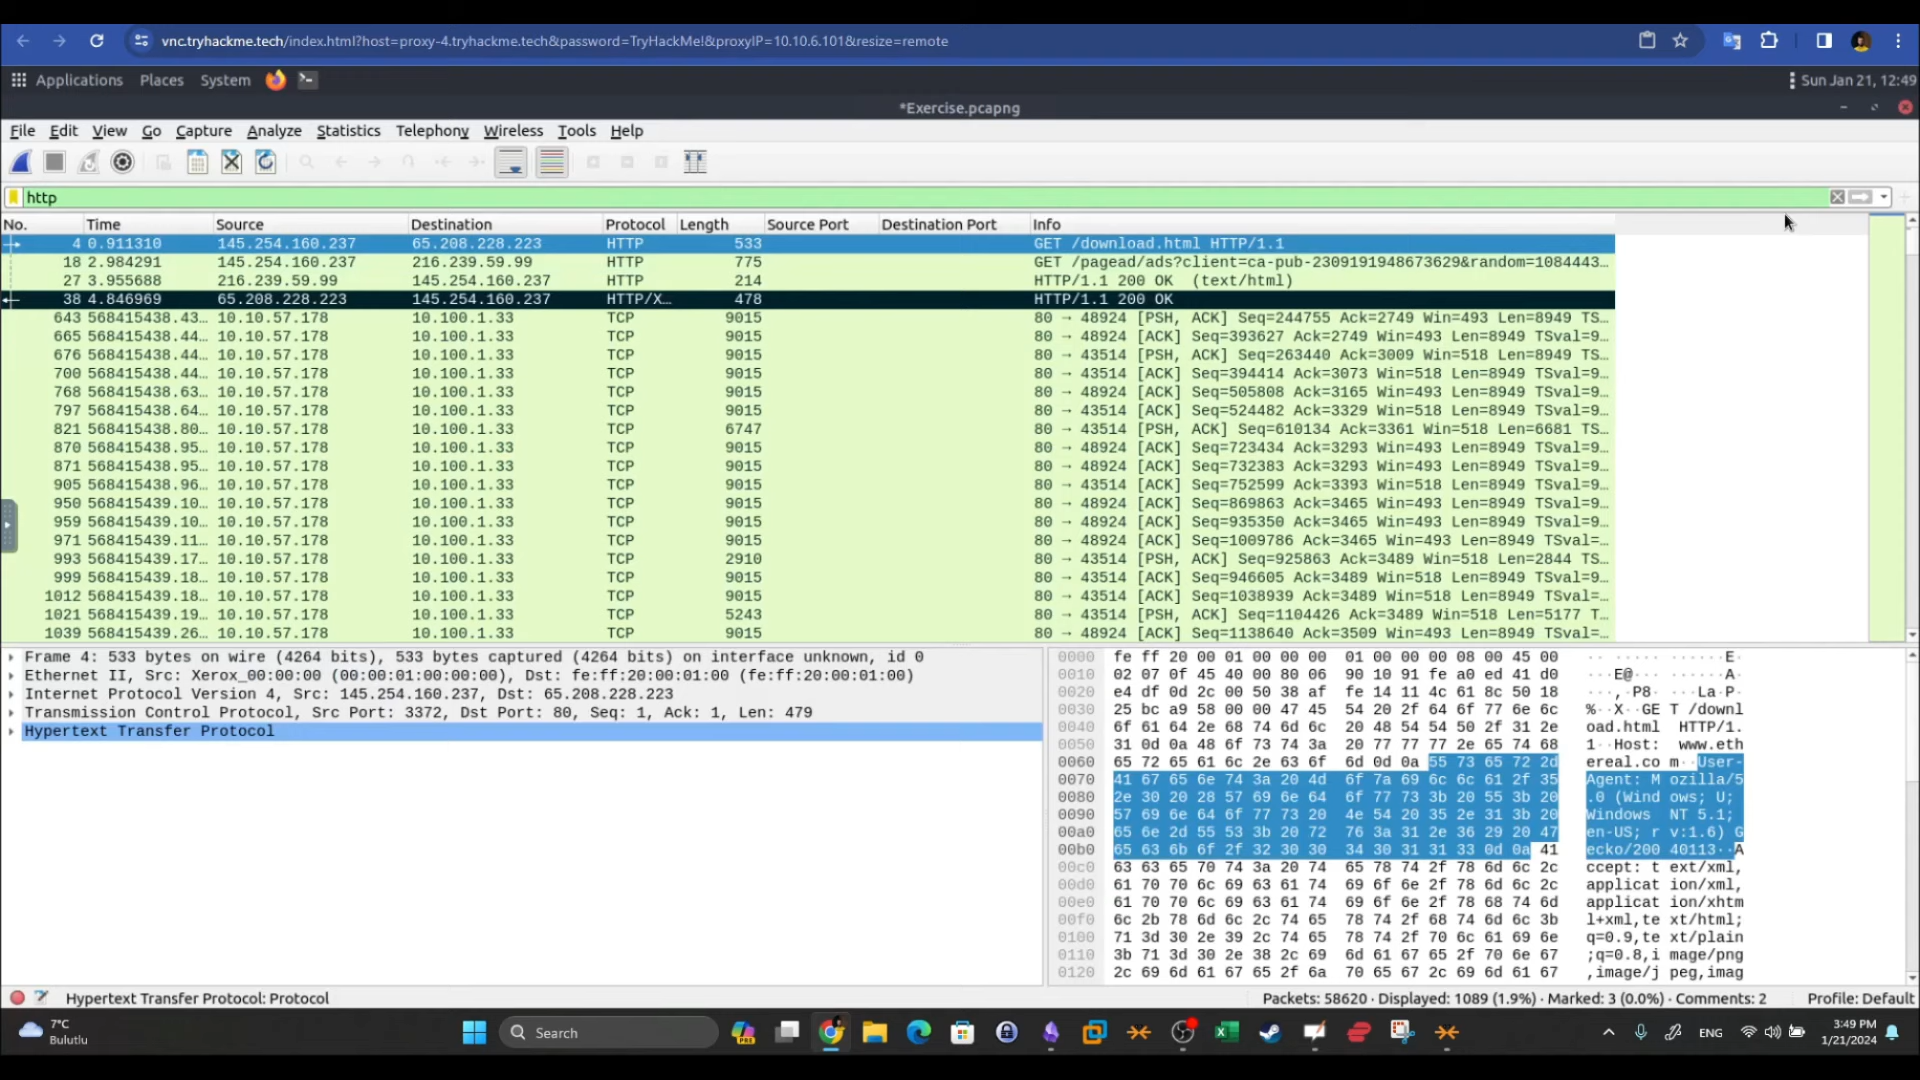 vnc.tryhackme.tech/index.html?host=proxy-4.tryhackme.tech&password=TryHackMe!&proxyIP=10.10.6.101&resize=remote
Applications Places System
Sun Jan 21, 12:49
*Exercise.pcapng
File Edit View Go Capture Analyze Statistics Telephony Wireless Tools Help
http
No. Time Source Destination Protocol Length Source Port Destination Port Info
4 0.911310 145.254.160.237 65.208.228.223 HTTP 533 GET /download.html HTTP/1.1
18 2.984291 145.254.160.237 216.239.59.99 HTTP 775 GET /pagead/ads?client=ca-pub-2309191948673629&random=1084443…
27 3.955688 216.239.59.99 145.254.160.237 HTTP 214 HTTP/1.1 200 OK (text/html)
38 4.846969 65.208.228.223 145.254.160.237 HTTP/X… 478 HTTP/1.1 200 OK
643 568415438.43… 10.10.57.178 10.100.1.33 TCP 9015 80 → 48924 [PSH, ACK] Seq=244755 Ack=2749 Win=493 Len=8949 TS…
665 568415438.44… 10.10.57.178 10.100.1.33 TCP 9015 80 → 48924 [ACK] Seq=393627 Ack=2749 Win=493 Len=8949 TSval=9…
676 568415438.44… 10.10.57.178 10.100.1.33 TCP 9015 80 → 43514 [PSH, ACK] Seq=263440 Ack=3009 Win=518 Len=8949 TS…
700 568415438.44… 10.10.57.178 10.100.1.33 TCP 9015 80 → 43514 [ACK] Seq=394414 Ack=3073 Win=518 Len=8949 TSval=9…
768 568415438.63… 10.10.57.178 10.100.1.33 TCP 9015 80 → 48924 [ACK] Seq=505808 Ack=3165 Win=493 Len=8949 TSval=9…
797 568415438.64… 10.10.57.178 10.100.1.33 TCP 9015 80 → 43514 [ACK] Seq=524482 Ack=3329 Win=518 Len=8949 TSval=9…
821 568415438.80… 10.10.57.178 10.100.1.33 TCP 6747 80 → 43514 [PSH, ACK] Seq=610134 Ack=3361 Win=518 Len=6681 TS…
870 568415438.95… 10.10.57.178 10.100.1.33 TCP 9015 80 → 48924 [ACK] Seq=723434 Ack=3293 Win=493 Len=8949 TSval=9…
871 568415438.95… 10.10.57.178 10.100.1.33 TCP 9015 80 → 48924 [ACK] Seq=732383 Ack=3293 Win=493 Len=8949 TSval=9…
905 568415438.96… 10.10.57.178 10.100.1.33 TCP 9015 80 → 48924 [ACK] Seq=752599 Ack=3393 Win=493 Len=8949 TSval=9…
950 568415439.10… 10.10.57.178 10.100.1.33 TCP 9015 80 → 48924 [ACK] Seq=869863 Ack=3465 Win=493 Len=8949 TSval=9…
959 568415439.10… 10.10.57.178 10.100.1.33 TCP 9015 80 → 48924 [ACK] Seq=935350 Ack=3465 Win=493 Len=8949 TSval=9…
971 568415439.11… 10.10.57.178 10.100.1.33 TCP 9015 80 → 48924 [ACK] Seq=1009786 Ack=3465 Win=493 Len=8949 TSval=…
993 568415439.17… 10.10.57.178 10.100.1.33 TCP 2910 80 → 43514 [PSH, ACK] Seq=925863 Ack=3489 Win=518 Len=2844 TS…
999 568415439.18… 10.10.57.178 10.100.1.33 TCP 9015 80 → 43514 [ACK] Seq=946605 Ack=3489 Win=518 Len=8949 TSval=9…
1012 568415439.18… 10.10.57.178 10.100.1.33 TCP 9015 80 → 43514 [ACK] Seq=1038939 Ack=3489 Win=518 Len=8949 TSval=…
1021 568415439.19… 10.10.57.178 10.100.1.33 TCP 5243 80 → 43514 [PSH, ACK] Seq=1104426 Ack=3489 Win=518 Len=5177 T…
1039 568415439.26… 10.10.57.178 10.100.1.33 TCP 9015 80 → 48924 [ACK] Seq=1138640 Ack=3509 Win=493 Len=8949 TSval=…
Frame 4: 533 bytes on wire (4264 bits), 533 bytes captured (4264 bits) on interface unknown, id 0
Ethernet II, Src: Xerox_00:00:00 (00:00:01:00:00:00), Dst: fe:ff:20:00:01:00 (fe:ff:20:00:01:00)
Internet Protocol Version 4, Src: 145.254.160.237, Dst: 65.208.228.223
Transmission Control Protocol, Src Port: 3372, Dst Port: 80, Seq: 1, Ack: 1, Len: 479
Hypertext Transfer Protocol
0000 fe ff 20 00 01 00 00 00 01 00 00 00 08 00 45 00 ·· ····· ······E·
0010 02 07 0f 45 40 00 80 06 90 10 91 fe a0 ed 41 d0 ···E@··· ······A·
0020 e4 df 0d 2c 00 50 38 af fe 14 11 4c 61 8c 50 18 ···,·P8· ···La·P·
0030 25 bc a9 58 00 00 47 45 54 20 2f 64 6f 77 6e 6c %··X··GE T /downl
0040 6f 61 64 2e 68 74 6d 6c 20 48 54 54 50 2f 31 2e oad.html HTTP/1.
0050 31 0d 0a 48 6f 73 74 3a 20 77 77 77 2e 65 74 68 1··Host: www.eth
0060 65 72 65 61 6c 2e 63 6f 6d 0d 0a 55 73 65 72 2d ereal.co m··User-
0070 41 67 65 6e 74 3a 20 4d 6f 7a 69 6c 6c 61 2f 35 Agent: M ozilla/5
0080 2e 30 20 28 57 69 6e 64 6f 77 73 3b 20 55 3b 20 .0 (Wind ows; U;
0090 57 69 6e 64 6f 77 73 20 4e 54 20 35 2e 31 3b 20 Windows NT 5.1;
00a0 65 6e 2d 55 53 3b 20 72 76 3a 31 2e 36 29 20 47 en-US; r v:1.6) G
00b0 65 63 6b 6f 2f 32 30 30 34 30 31 31 33 0d 0a 41 ecko/200 40113··A
00c0 63 63 65 70 74 3a 20 74 65 78 74 2f 78 6d 6c 2c ccept: t ext/xml,
00d0 61 70 70 6c 69 63 61 74 69 6f 6e 2f 78 6d 6c 2c applicat ion/xml,
00e0 61 70 70 6c 69 63 61 74 69 6f 6e 2f 78 68 74 6d applicat ion/xhtm
00f0 6c 2b 78 6d 6c 2c 74 65 78 74 2f 68 74 6d 6c 3b l+xml,te xt/html;
0100 71 3d 30 2e 39 2c 74 65 78 74 2f 70 6c 61 69 6e q=0.9,te xt/plain
0110 3b 71 3d 30 2e 38 2c 69 6d 61 67 65 2f 70 6e 67 ;q=0.8,i mage/png
0120 2c 69 6d 61 67 65 2f 6a 70 65 67 2c 69 6d 61 67 ,image/j peg,imag
Hypertext Transfer Protocol: Protocol
Packets: 58620 · Displayed: 1089 (1.9%) · Marked: 3 (0.0%) · Comments: 2
Profile: Default
7°C
Bulutlu
Search
PRE
ENG
3:49 PM
1/21/2024